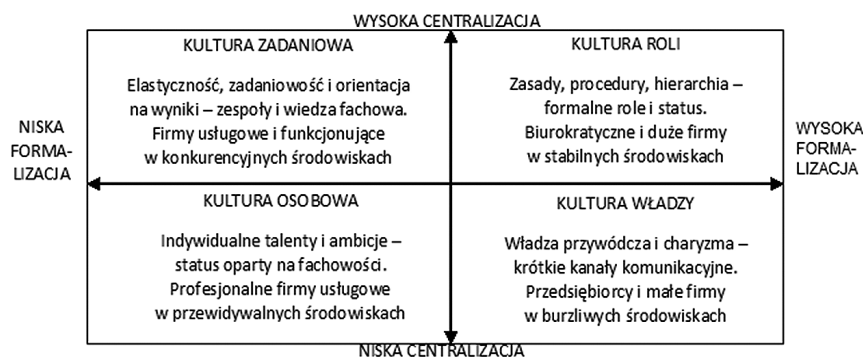 WYSOKA CENTRALIZACJA
KULTURA ZADANIOWA
Elastyczność, zadaniowość i orientacja
na wyniki – zespoły i wiedza fachowa.
Firmy usługowe i funkcjonujące
w konkurencyjnych środowiskach
KULTURA ROLI
Zasady, procedury, hierarchia –
formalne role i status.
Biurokratyczne i duże firmy
w stabilnych środowiskach
NISKA
FORMA-
LIZACJA
WYSOKA
FORMA-
LIZACJA
KULTURA OSOBOWA
Indywidualne talenty i ambicje –
status oparty na fachowości.
Profesjonalne firmy usługowe
w przewidywalnych środowiskach
KULTURA WŁADZY
Władza przywódcza i charyzma –
krótkie kanały komunikacyjne.
Przedsiębiorcy i małe firmy
w burzliwych środowiskach
NISKA CENTRALIZACJA